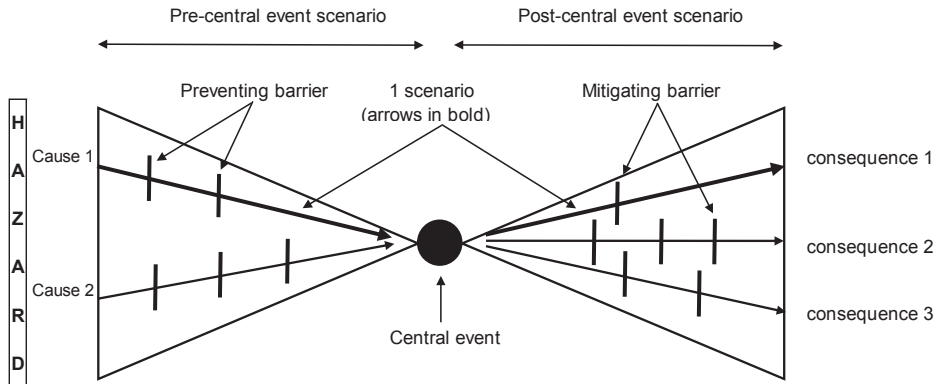 Pre-central event scenario
Post-central event scenario
Preventing barrier
1 scenario
(arrows in bold)
Mitigating barrier
H
A
Z
A
R
D
Cause 1
Cause 2
consequence 1
consequence 2
consequence 3
Central event